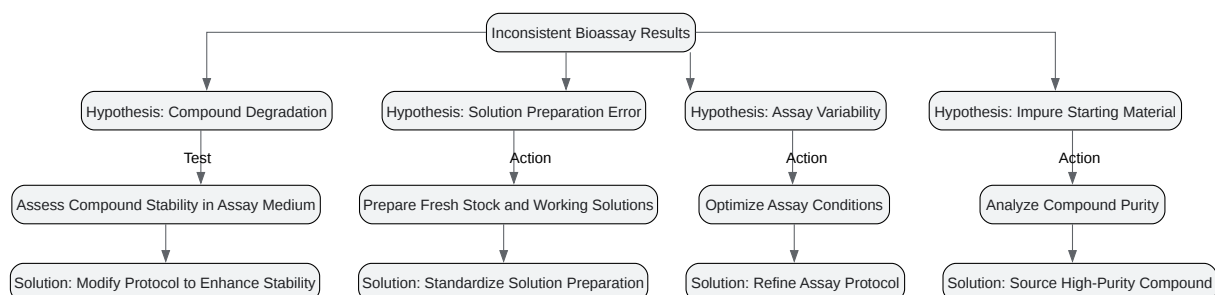 Inconsistent Bioassay Results
Hypothesis: Compound Degradation
Hypothesis: Solution Preparation Error
Hypothesis: Assay Variability
Hypothesis: Impure Starting Material
Test
Action
Action
Action
Assess Compound Stability in Assay Medium
Prepare Fresh Stock and Working Solutions
Optimize Assay Conditions
Analyze Compound Purity
Solution: Modify Protocol to Enhance Stability
Solution: Standardize Solution Preparation
Solution: Refine Assay Protocol
Solution: Source High-Purity Compound